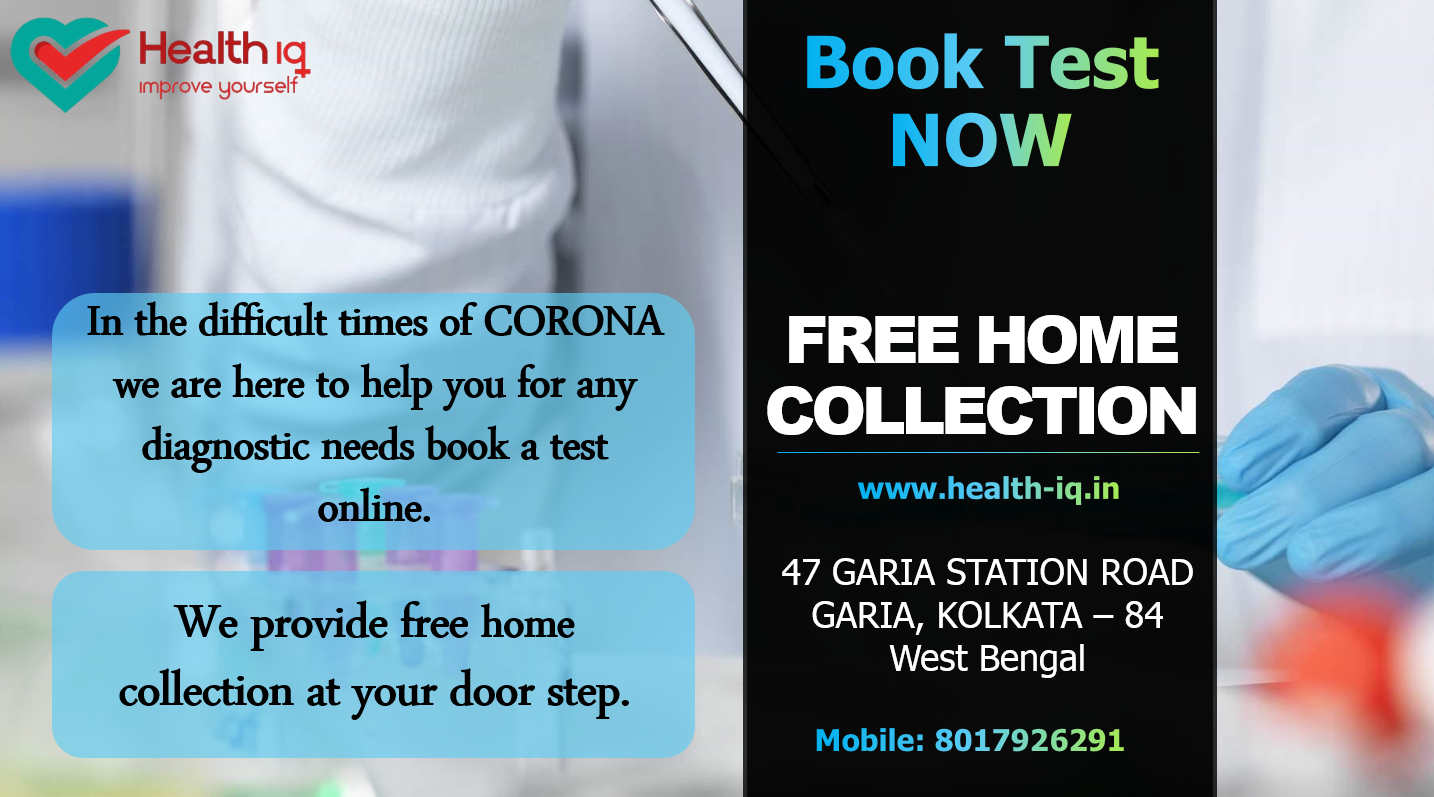 Health iq
improve yourself
In the difficult times of CORONA
we are here to help you for any
diagnostic needs book a test
online.
We provide free home
collection at your door step.
Book Test
NOW
FREE HOME
COLLECTION
www.health-iq.in
47 GARIA STATION ROAD
GARIA, KOLKATA – 84
West Bengal
Mobile: 8017926291